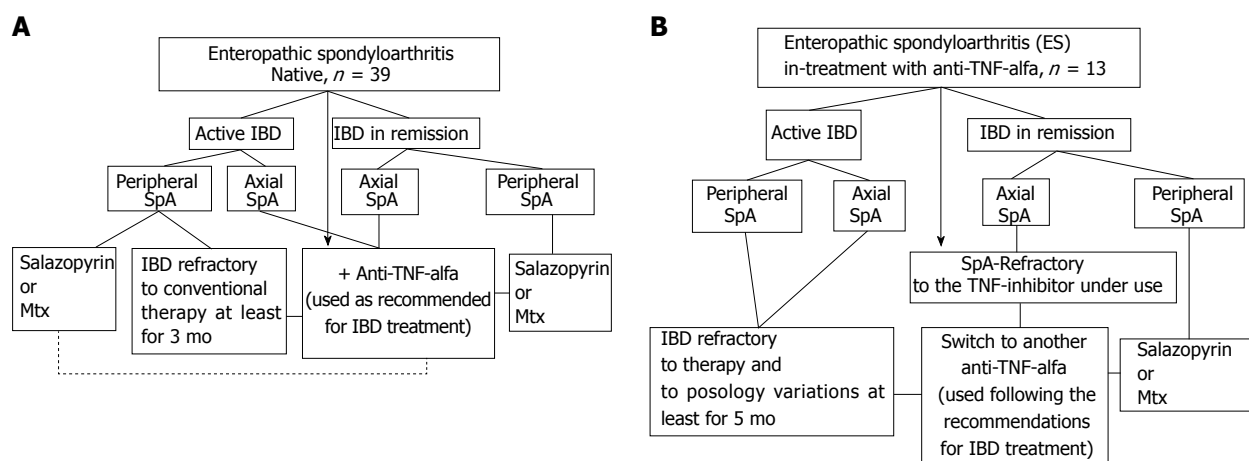 A
Enteropathic spondyloarthritis
Native, n = 39
Active IBD
IBD in remission
Peripheral
SpA
Axial
SpA
Axial
SpA
Peripheral
SpA
Salazopyrin
or
Mtx
IBD refractory
to conventional
therapy at least
for 3 mo
+ Anti-TNF-alfa
(used as recommended
for IBD treatment)
Salazopyrin
or
Mtx
B
Enteropathic spondyloarthritis (ES)
in-treatment with anti-TNF-alfa, n = 13
Active IBD
IBD in remission
Peripheral
SpA
Axial
SpA
Axial
SpA
Peripheral
SpA
SpA-Refractory
to the TNF-inhibitor under use
IBD refractory
to therapy and
to posology variations at
least for 5 mo
Switch to another
anti-TNF-alfa
(used following the
recommendations
for IBD treatment)
Salazopyrin
or
Mtx